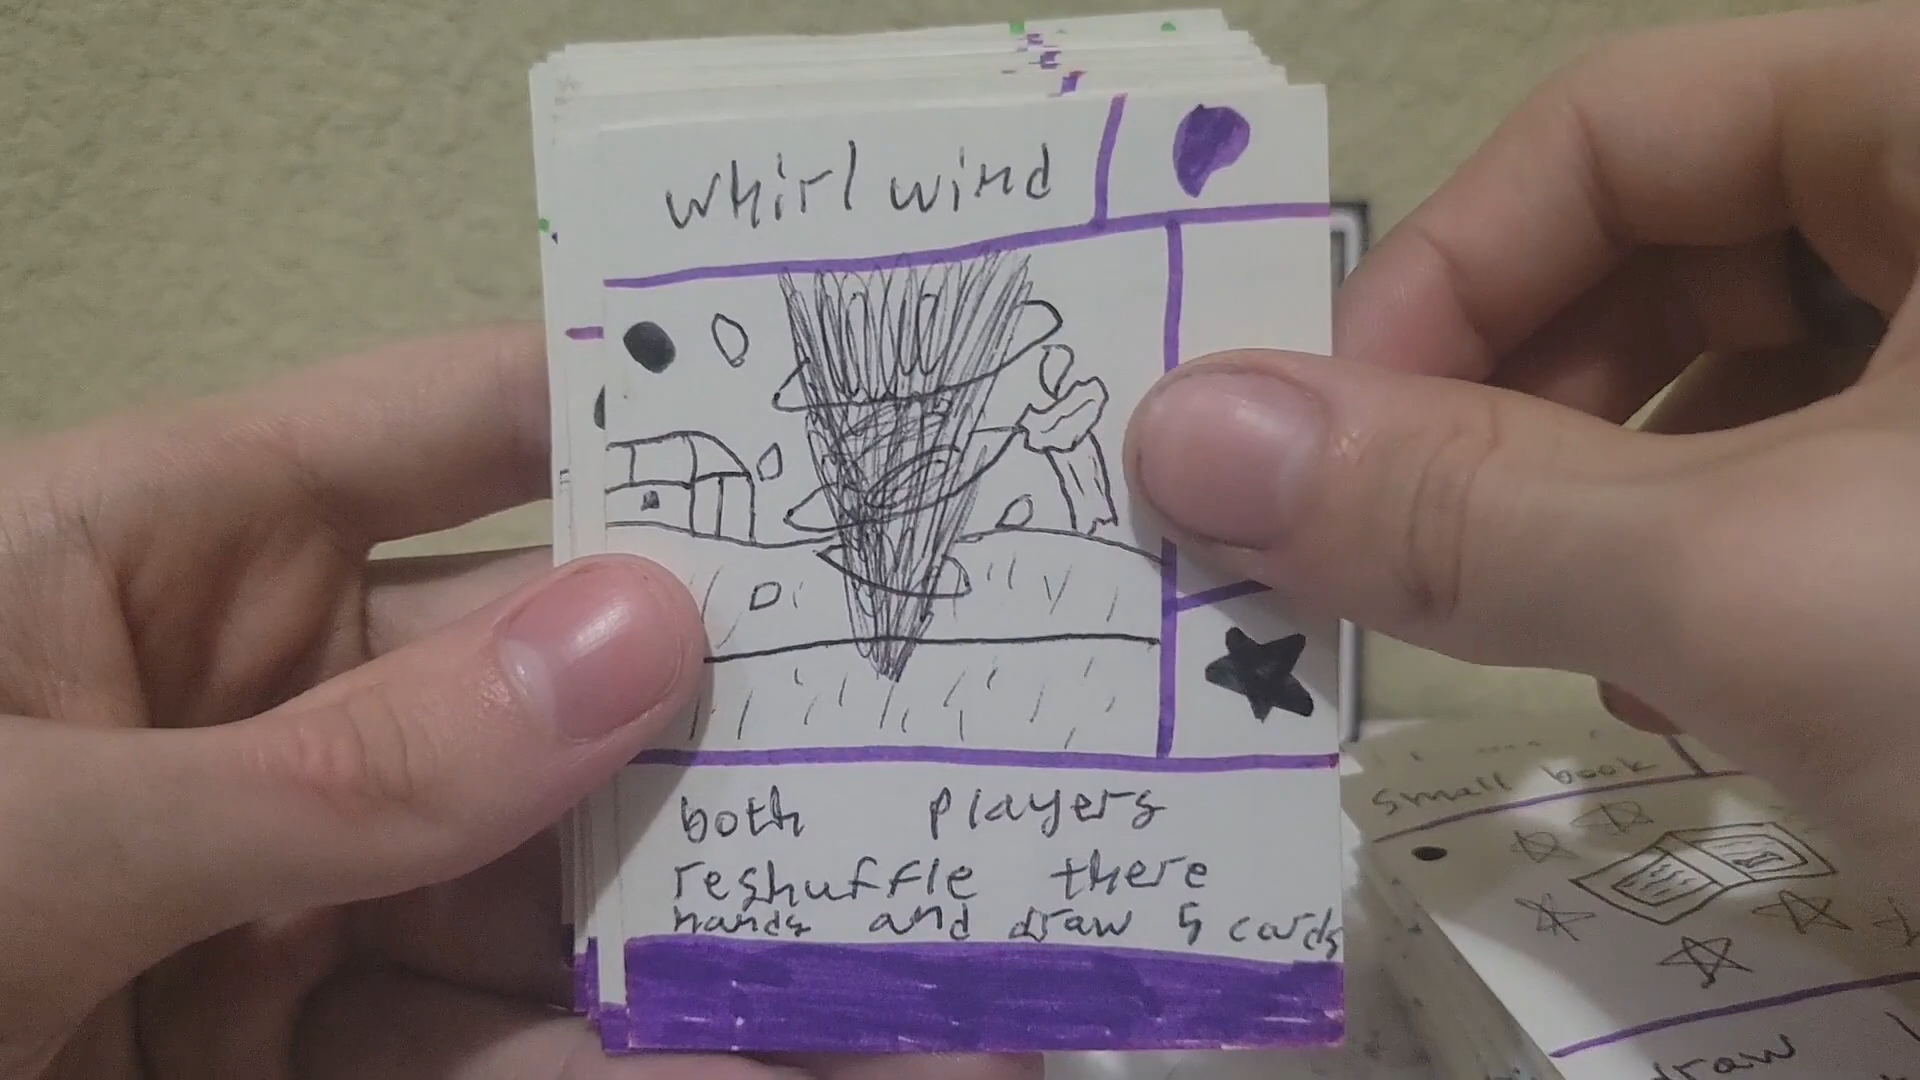 whirl wind
both players
reshuffle there
hands and draw 5 cards
small book
draw